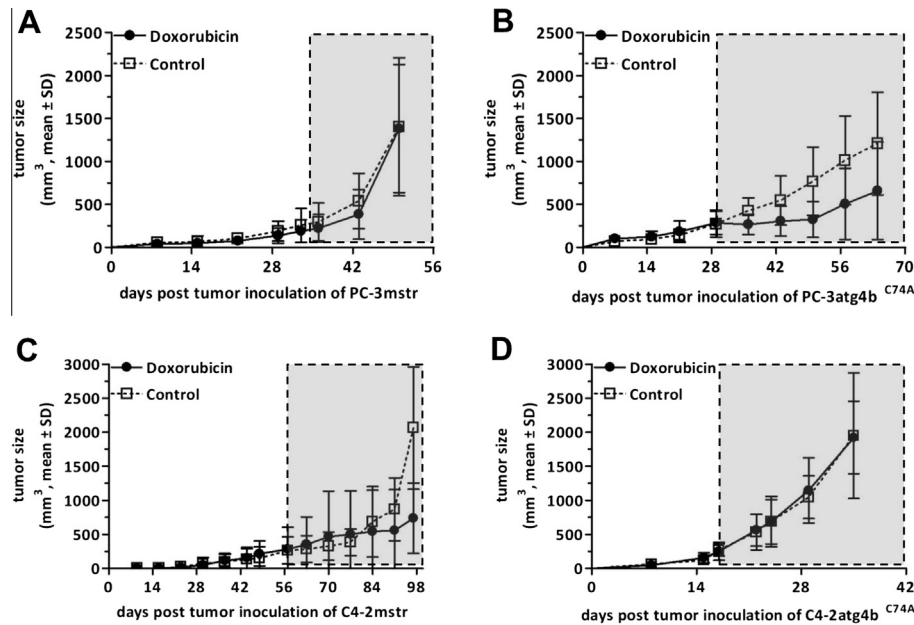 A
Doxorubicin
Control
tumor size
(mm³, mean ± SD)
2500
2000
1500
1000
500
0
0 14 28 42 56
days post tumor inoculation of PC-3mstr
B
Doxorubicin
Control
tumor size
(mm³, mean ± SD)
2500
2000
1500
1000
500
0
0 14 28 42 56 70
days post tumor inoculation of PC-3atg4b C74A
C
Doxorubicin
Control
tumor size
(mm³, mean ± SD)
3000
2500
2000
1500
1000
500
0
0 14 28 42 56 70 84 98
days post tumor inoculation of C4-2mstr
D
Doxorubicin
Control
tumor size
(mm³, mean ± SD)
3000
2500
2000
1500
1000
500
0
0 14 28 42
days post tumor inoculation of C4-2atg4b C74A